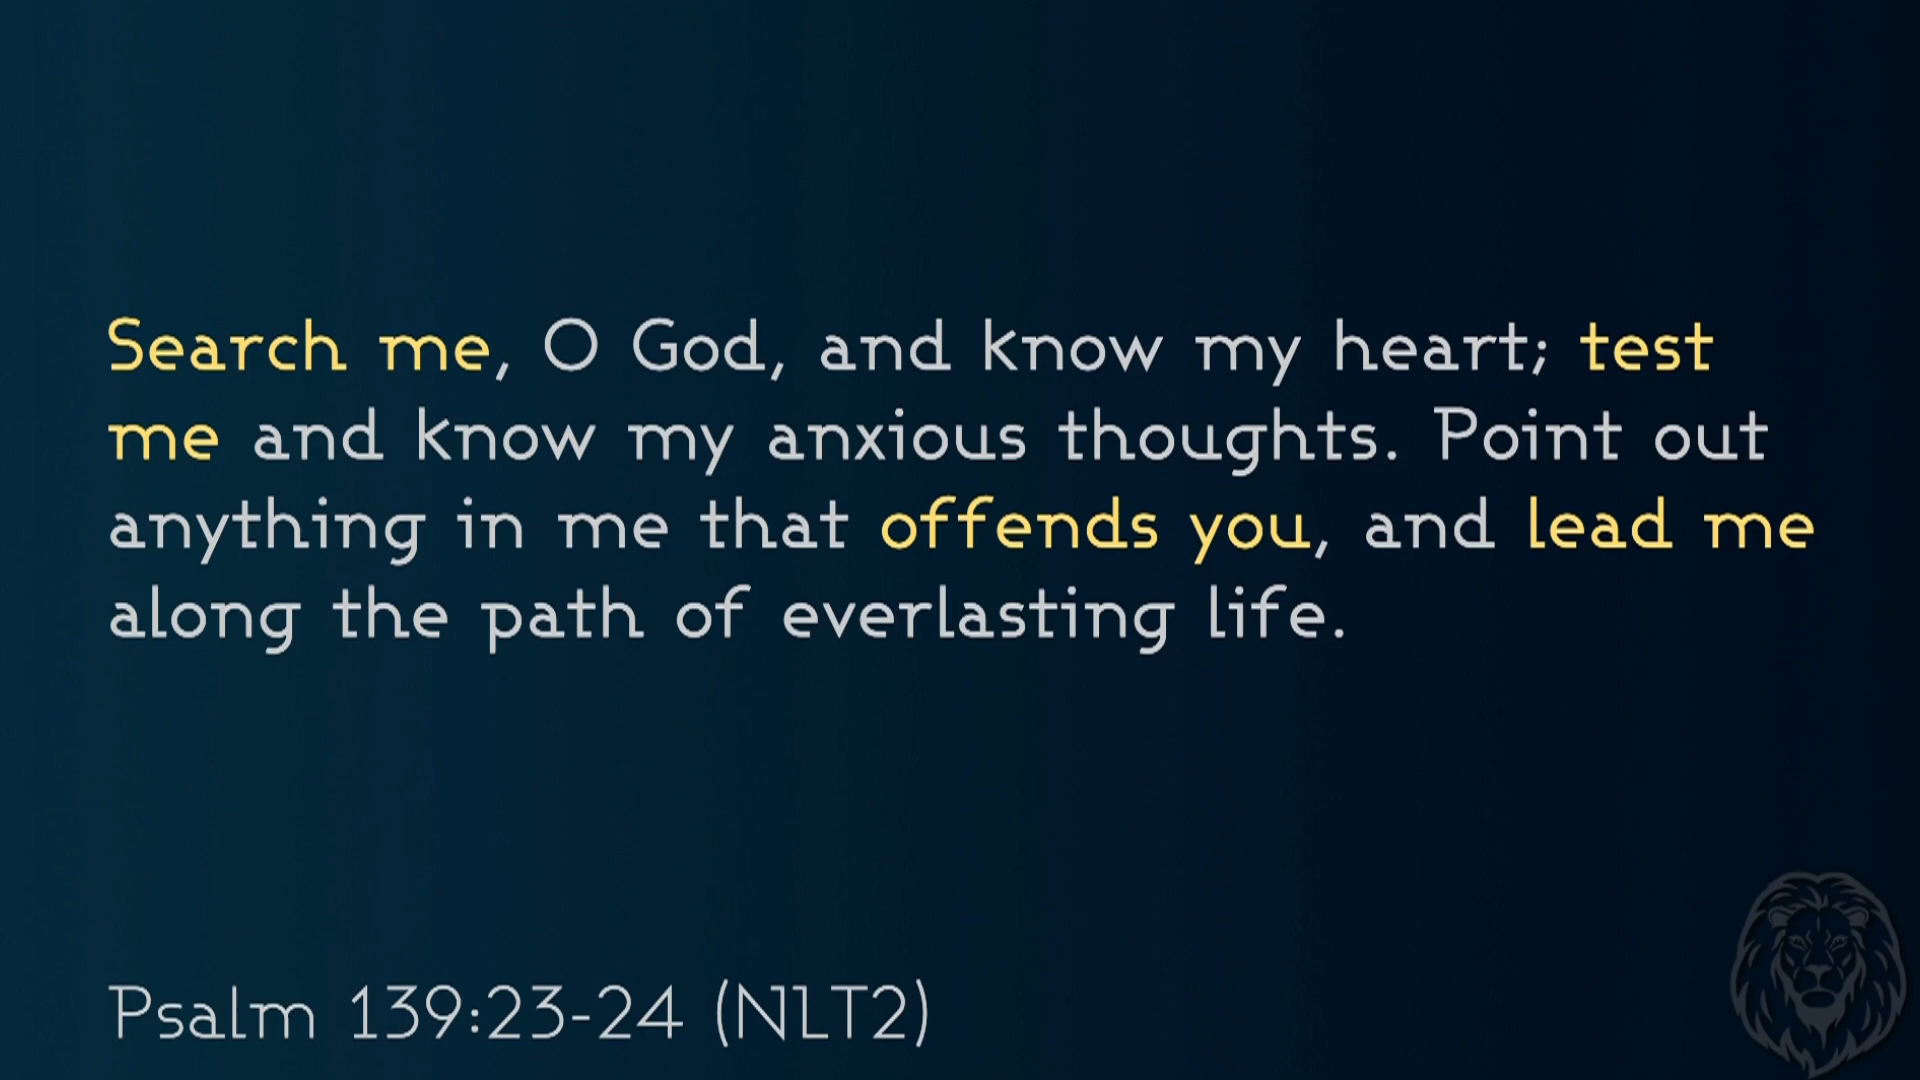 Search me, O God, and know my heart; test
me and know my anxious thoughts. Point out
anything in me that offends you, and lead me
along the path of everlasting life.
Psalm 139:23-24 (NLT2)